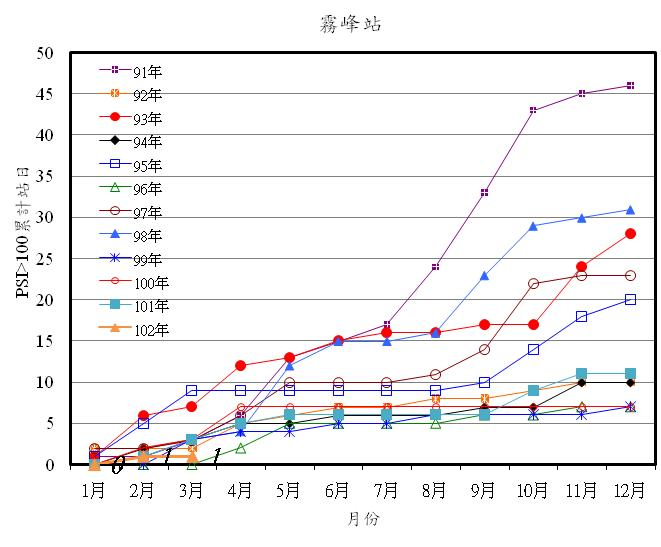 霧峰站
50
45
40
35
30
25
20
15
10
5
0
PSI>100累計站日
91年
92年
93年
94年
95年
96年
97年
98年
99年
100年
101年
102年
0 1 1
1月 2月 3月 4月 5月 6月 7月 8月 9月 10月 11月 12月
月份